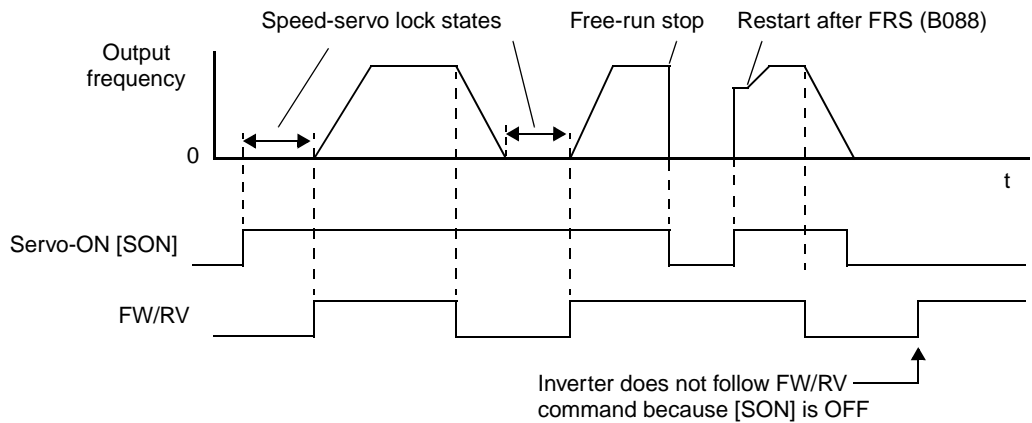 Speed-servo lock states
Free-run stop
Restart after FRS (B088)
Output
frequency
0
t
Servo-ON [SON]
FW/RV
Inverter does not follow FW/RV
command because [SON] is OFF